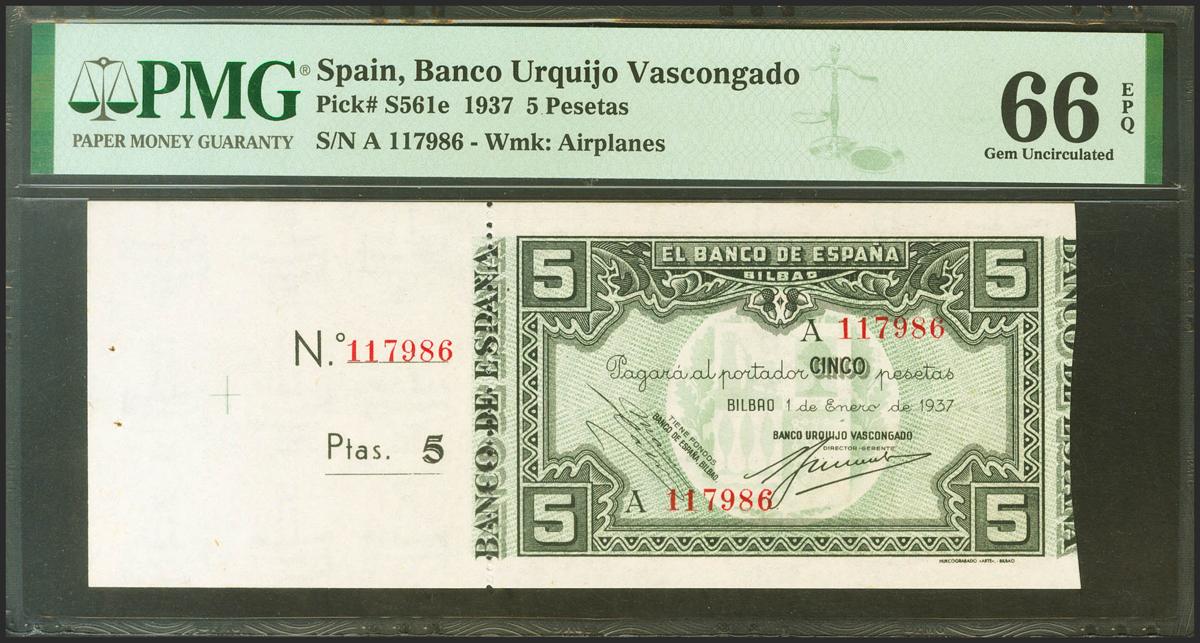 PMG®
PAPER MONEY GUARANTY
Spain, Banco Urquijo Vascongado
Pick# S561e 1937 5 Pesetas
S/N A 117986 - Wmk: Airplanes
66
EPQ
Gem Uncirculated
N.º 117986
Ptas. 5
BANCO DE ESPAÑA
5
EL BANCO DE ESPAÑA
BILBAO
5
A 117986
Pagará al portador CINCO pesetas
BILBAO 1 de Enero de 1937
TIENE FONDOS
BANCO DE ESPAÑA, BILBAO.
BANCO URQUIJO VASCONGADO
DIRECTOR-GERENTE
A 117986
5
5
BANCO DE ESPAÑA
HUECOGRABADO «ARTE».-BILBAO